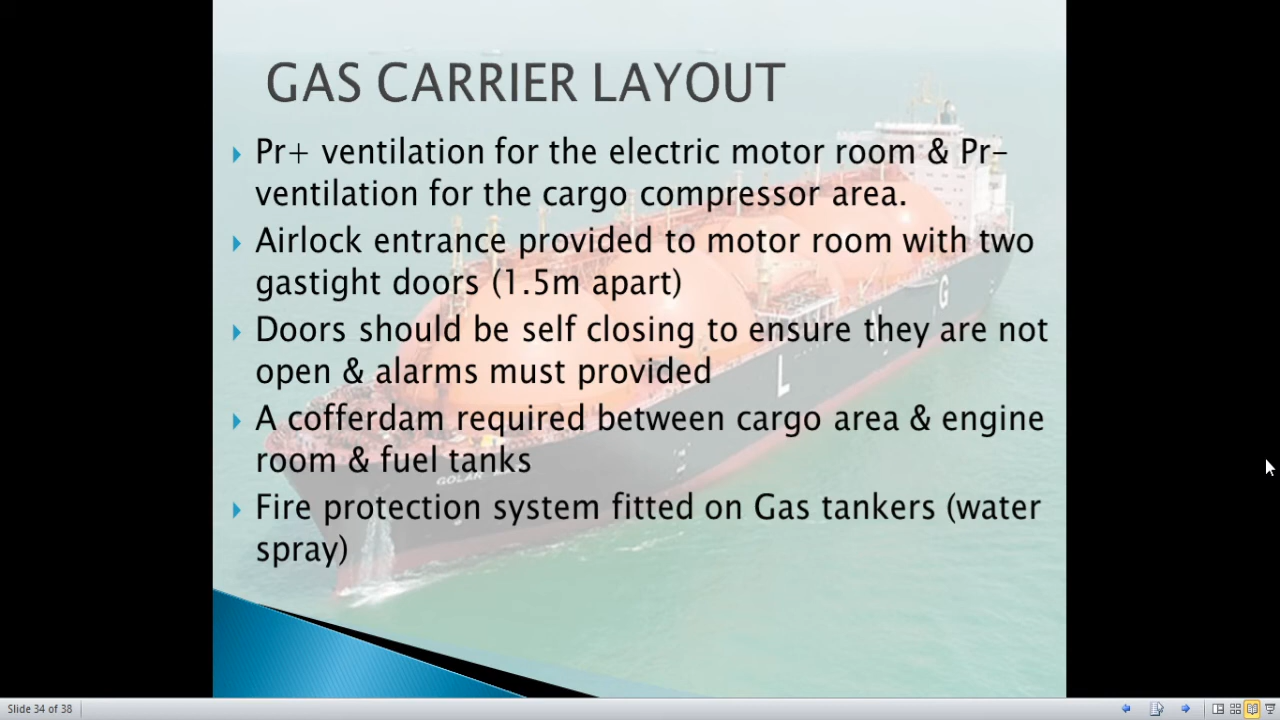 GAS CARRIER LAYOUT
Pr+ ventilation for the electric motor room & Pr-
ventilation for the cargo compressor area.
Airlock entrance provided to motor room with two
gastight doors (1.5m apart)
Doors should be self closing to ensure they are not
open & alarms must provided
A cofferdam required between cargo area & engine
room & fuel tanks
Fire protection system fitted on Gas tankers (water
spray)
L N G
GOLAR
Slide 34 of 38